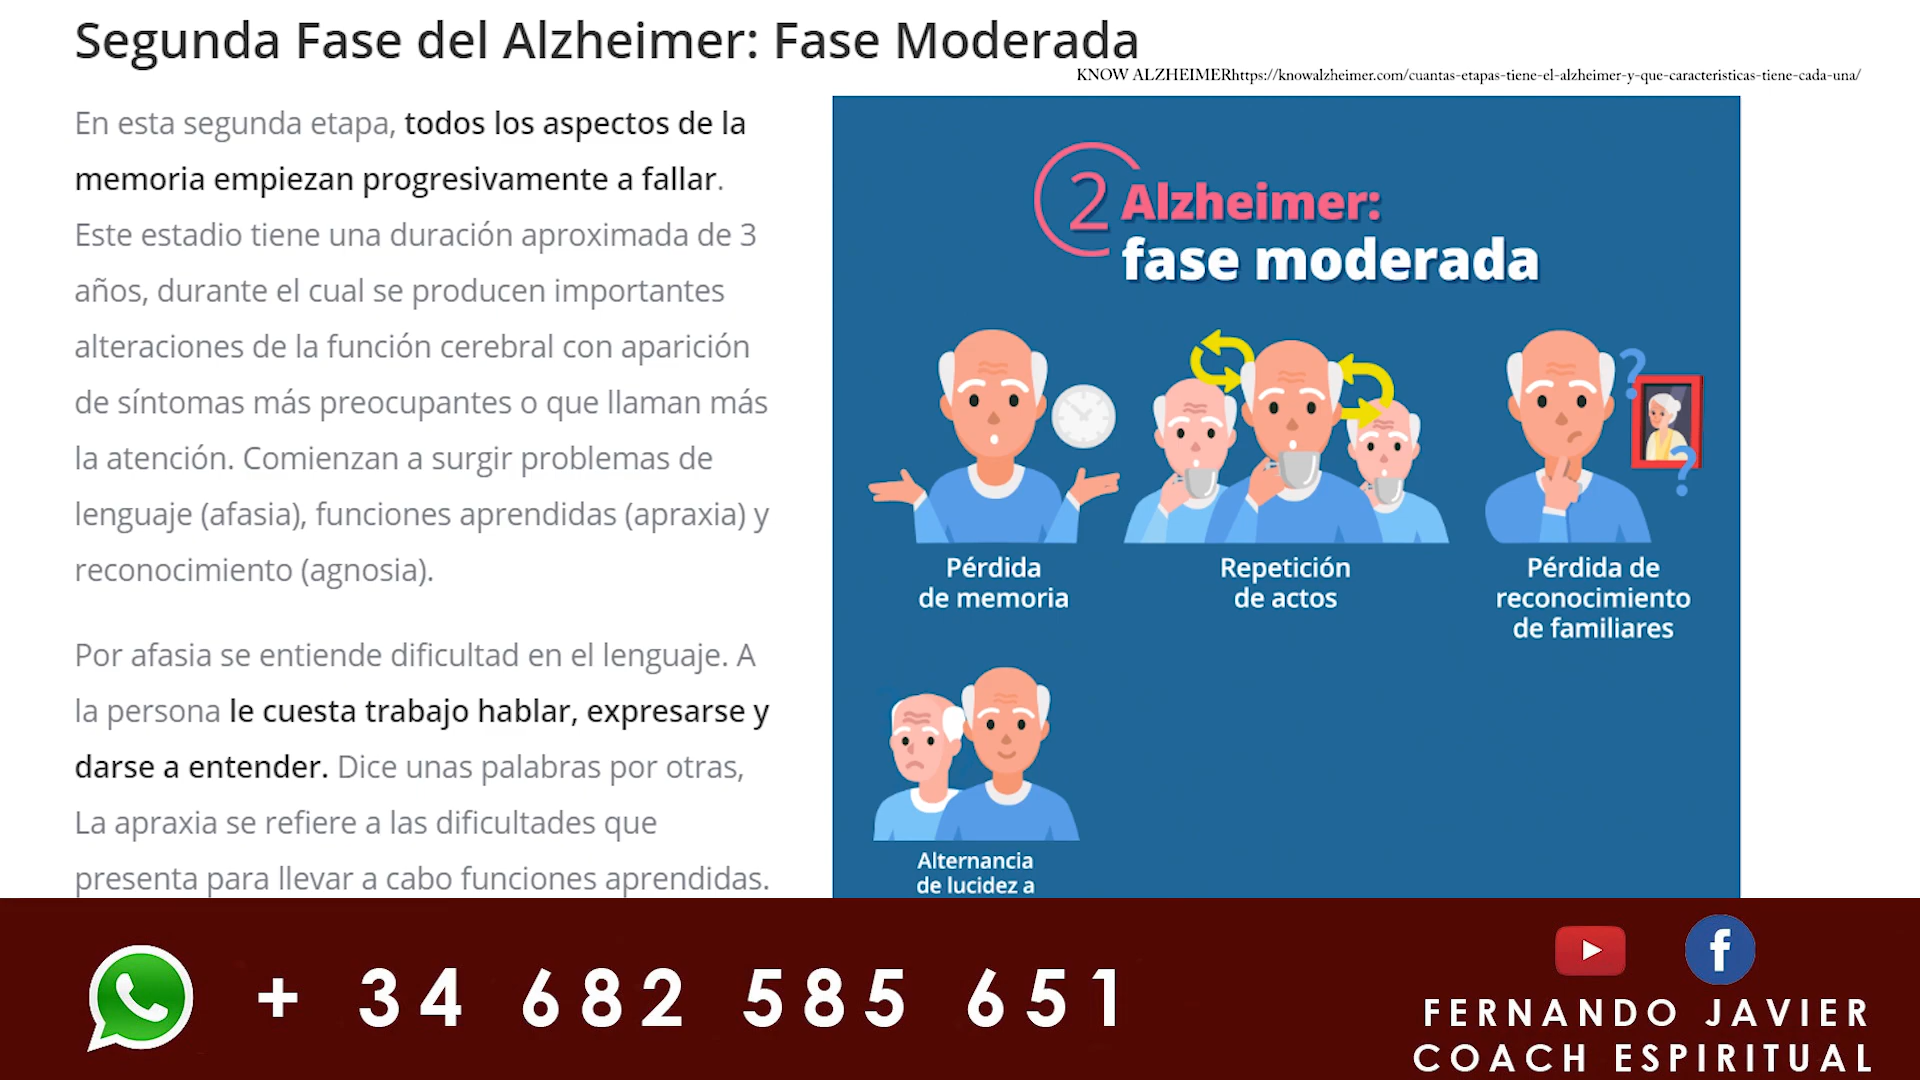 Segunda Fase del Alzheimer: Fase Moderada
KNOW ALZHEIMERhttps://knowalzheimer.com/cuantas-etapas-tiene-el-alzheimer-y-que-caracteristicas-tiene-cada-una/
En esta segunda etapa, todos los aspectos de la
memoria empiezan progresivamente a fallar.
Este estadio tiene una duración aproximada de 3
años, durante el cual se producen importantes
alteraciones de la función cerebral con aparición
de síntomas más preocupantes o que llaman más
la atención. Comienzan a surgir problemas de
lenguaje (afasia), funciones aprendidas (apraxia) y
reconocimiento (agnosia).
Por afasia se entiende dificultad en el lenguaje. A
la persona le cuesta trabajo hablar, expresarse y
darse a entender. Dice unas palabras por otras,
La apraxia se refiere a las dificultades que
presenta para llevar a cabo funciones aprendidas.
2 Alzheimer:
fase moderada
?
?
Pérdida
de memoria
Repetición
de actos
Pérdida de
reconocimiento
de familiares
Alternancia
de lucidez a
+ 34 682 585 651
FERNANDO JAVIER
COACH ESPIRITUAL